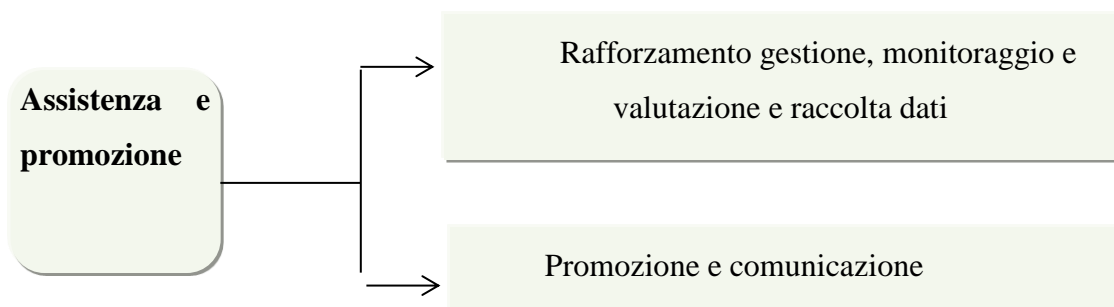 Assistenza e
promozione
Rafforzamento gestione, monitoraggio e
valutazione e raccolta dati
Promozione e comunicazione